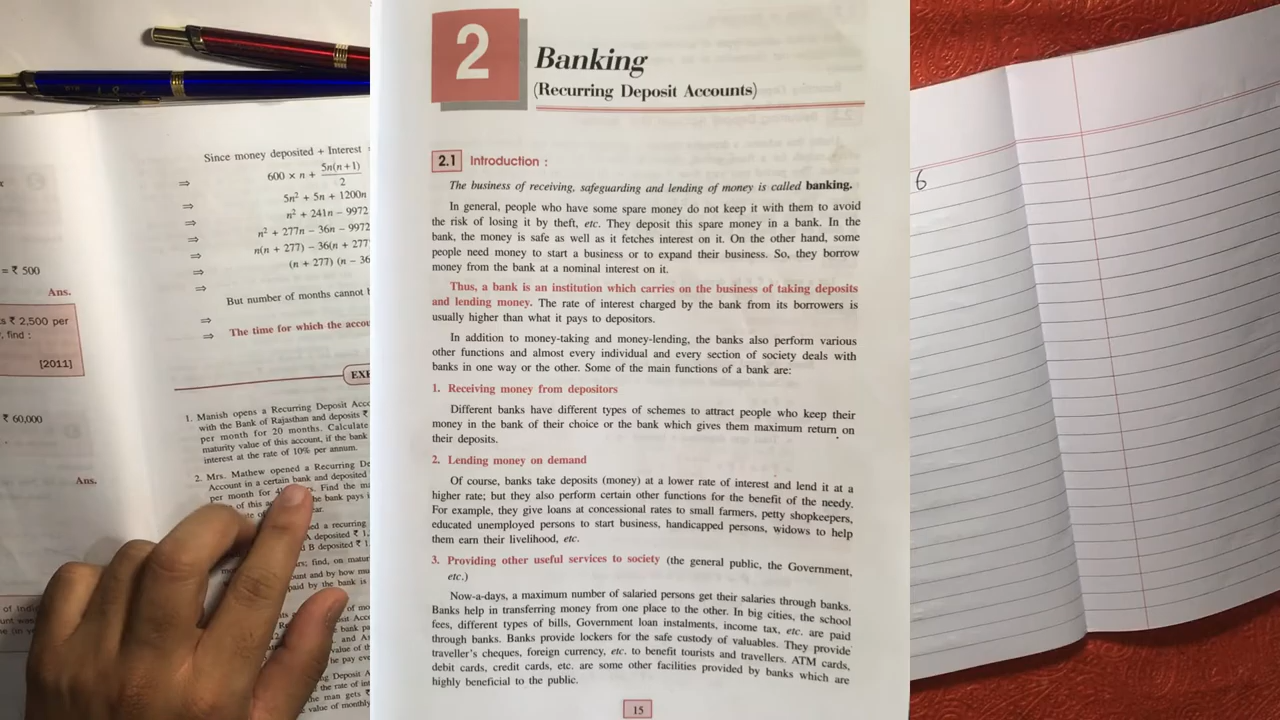 Since money deposited + Interest =
⇒ 600 × n + 5n(n+1)/2
⇒ 5n² + 5n + 1200n
⇒ n² + 241n − 9972
⇒ n² + 277n − 36n − 9972
⇒ n(n + 277) − 36(n + 277
⇒ (n + 277) (n − 36
⇒
But number of months cannot b
⇒
⇒ The time for which the accou
= ₹ 500
Ans.
s ₹ 2,500 per
, find :
[2011]
₹ 60,000
Ans.
EXE
1. Manish opens a Recurring Deposit Acc
with the Bank of Rajasthan and deposits ₹
per month for 20 months. Calculate
maturity value of this account, if the bank
interest at the rate of 10% per annum.
2. Mrs. Mathew opened a Recurring De
Account in a certain bank and deposited
per month for 4 Find the ma
of this he bank pays i
ed a recurring
A deposited ₹ 1,
d B deposited ₹ 1,
rs; find, on matur
ount and by how mu
paid by the bank is
of Indi
2
Banking
(Recurring Deposit Accounts)
2.1 Introduction :
The business of receiving, safeguarding and lending of money is called banking.
In general, people who have some spare money do not keep it with them to avoid
the risk of losing it by theft, etc. They deposit this spare money in a bank. In the
bank, the money is safe as well as it fetches interest on it. On the other hand, some
people need money to start a business or to expand their business. So, they borrow
money from the bank at a nominal interest on it.
Thus, a bank is an institution which carries on the business of taking deposits
and lending money. The rate of interest charged by the bank from its borrowers is
usually higher than what it pays to depositors.
In addition to money-taking and money-lending, the banks also perform various
other functions and almost every individual and every section of society deals with
banks in one way or the other. Some of the main functions of a bank are:
1. Receiving money from depositors
Different banks have different types of schemes to attract people who keep their
money in the bank of their choice or the bank which gives them maximum return on
their deposits.
2. Lending money on demand
Of course, banks take deposits (money) at a lower rate of interest and lend it at a
higher rate; but they also perform certain other functions for the benefit of the needy.
For example, they give loans at concessional rates to small farmers, petty shopkeepers,
educated unemployed persons to start business, handicapped persons, widows to help
them earn their livelihood, etc.
3. Providing other useful services to society (the general public, the Government,
etc.)
Now-a-days, a maximum number of salaried persons get their salaries through banks.
Banks help in transferring money from one place to the other. In big cities, the school
fees, different types of bills, Government loan instalments, income tax, etc. are paid
through banks. Banks provide lockers for the safe custody of valuables. They provide
traveller's cheques, foreign currency, etc. to benefit tourists and travellers. ATM cards,
debit cards, credit cards, etc. are some other facilities provided by banks which are
highly beneficial to the public.
15
6